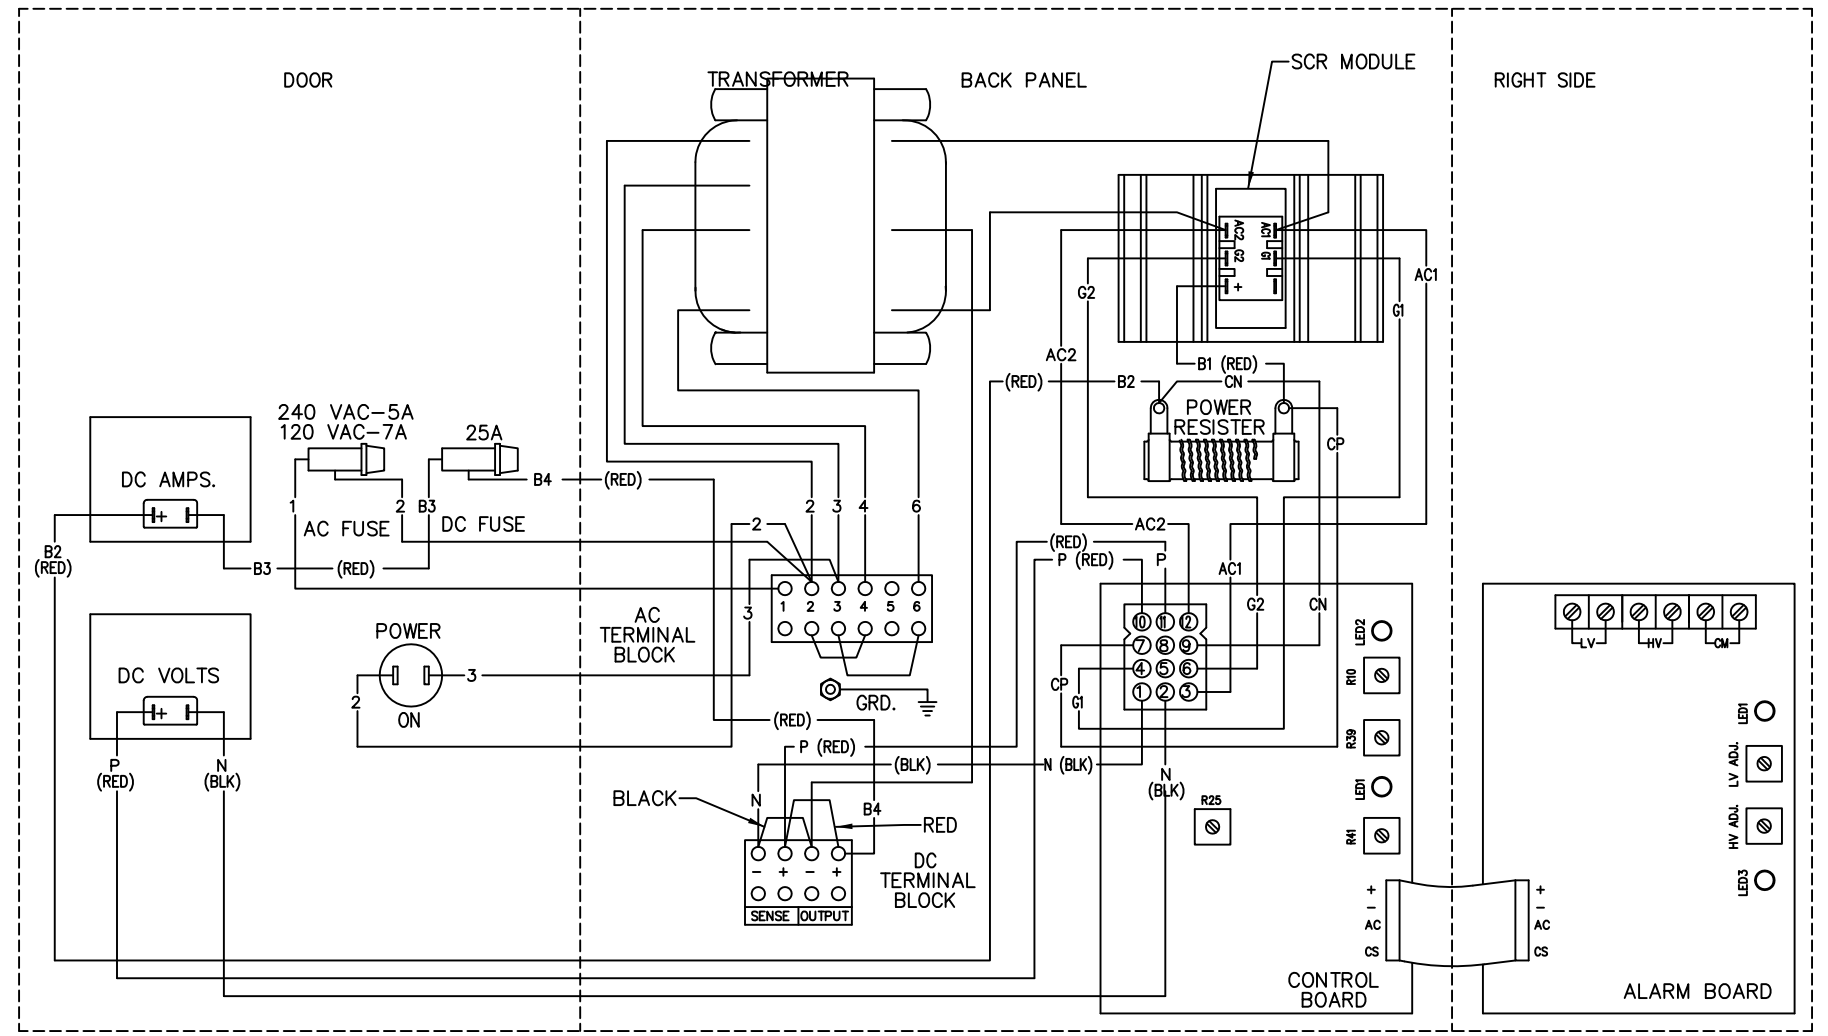 DOOR
TRANSFORMER
BACK PANEL
SCR MODULE
RIGHT SIDE
AC2
AC1
G2
G1
+
AC1
G2
G1
AC2
B1 (RED)
(RED)
B2
CN
POWER
RESISTER
CP
240 VAC-5A
120 VAC-7A
25A
DC AMPS.
+
B4
(RED)
1
2
B3
AC FUSE
DC FUSE
2
3
4
6
2
AC2
B2
(RED)
B3
(RED)
(RED)
P (RED)
P
AC1
G2
CN
1
2
3
4
5
6
3
AC
TERMINAL
BLOCK
POWER
ON
2
3
DC VOLTS
+
P
(RED)
N
(BLK)
GRD.
10
11
12
7
8
9
4
5
6
1
2
3
CP
G1
(RED)
P (RED)
(BLK)
N (BLK)
N
(BLK)
BLACK
N
B4
RED
- + - +
SENSE
OUTPUT
DC
TERMINAL
BLOCK
LED2
R10
R39
LED1
R41
R25
+
-
AC
CS
CONTROL
BOARD
LV
HV
CM
LED1
LV ADJ.
HV ADJ.
LED3
+
-
AC
CS
ALARM BOARD